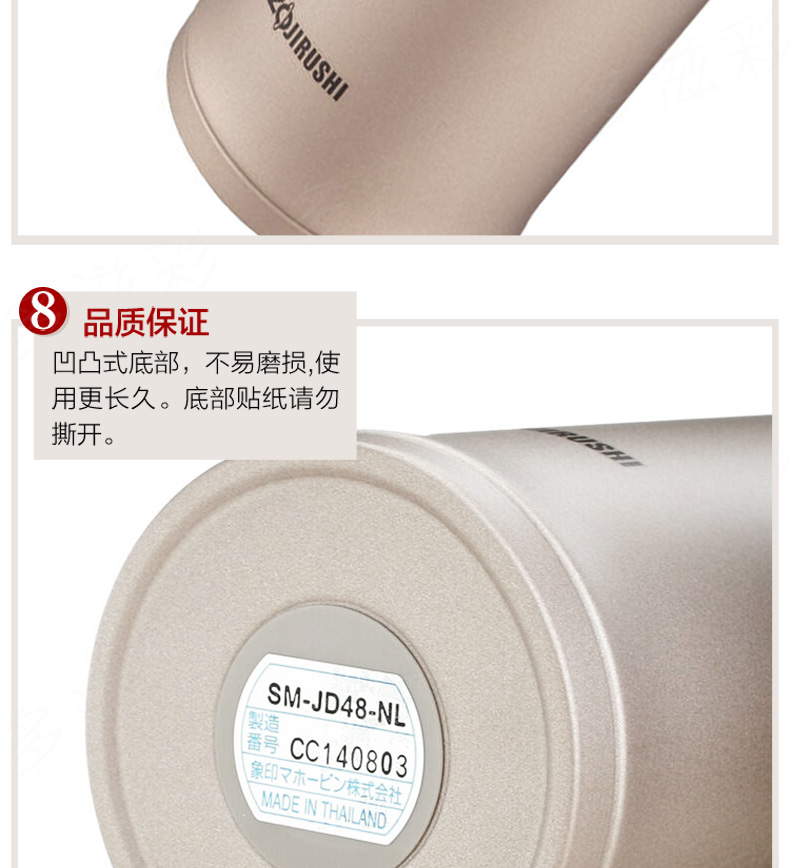 ZOJIRUSHI
8 品质保证
凹凸式底部，不易磨损,使
用更长久。底部贴纸请勿
撕开。
JIRUSHI
SM-JD48-NL
製造
番号 CC140803
象印マホービン株式会社
MADE IN THAILAND